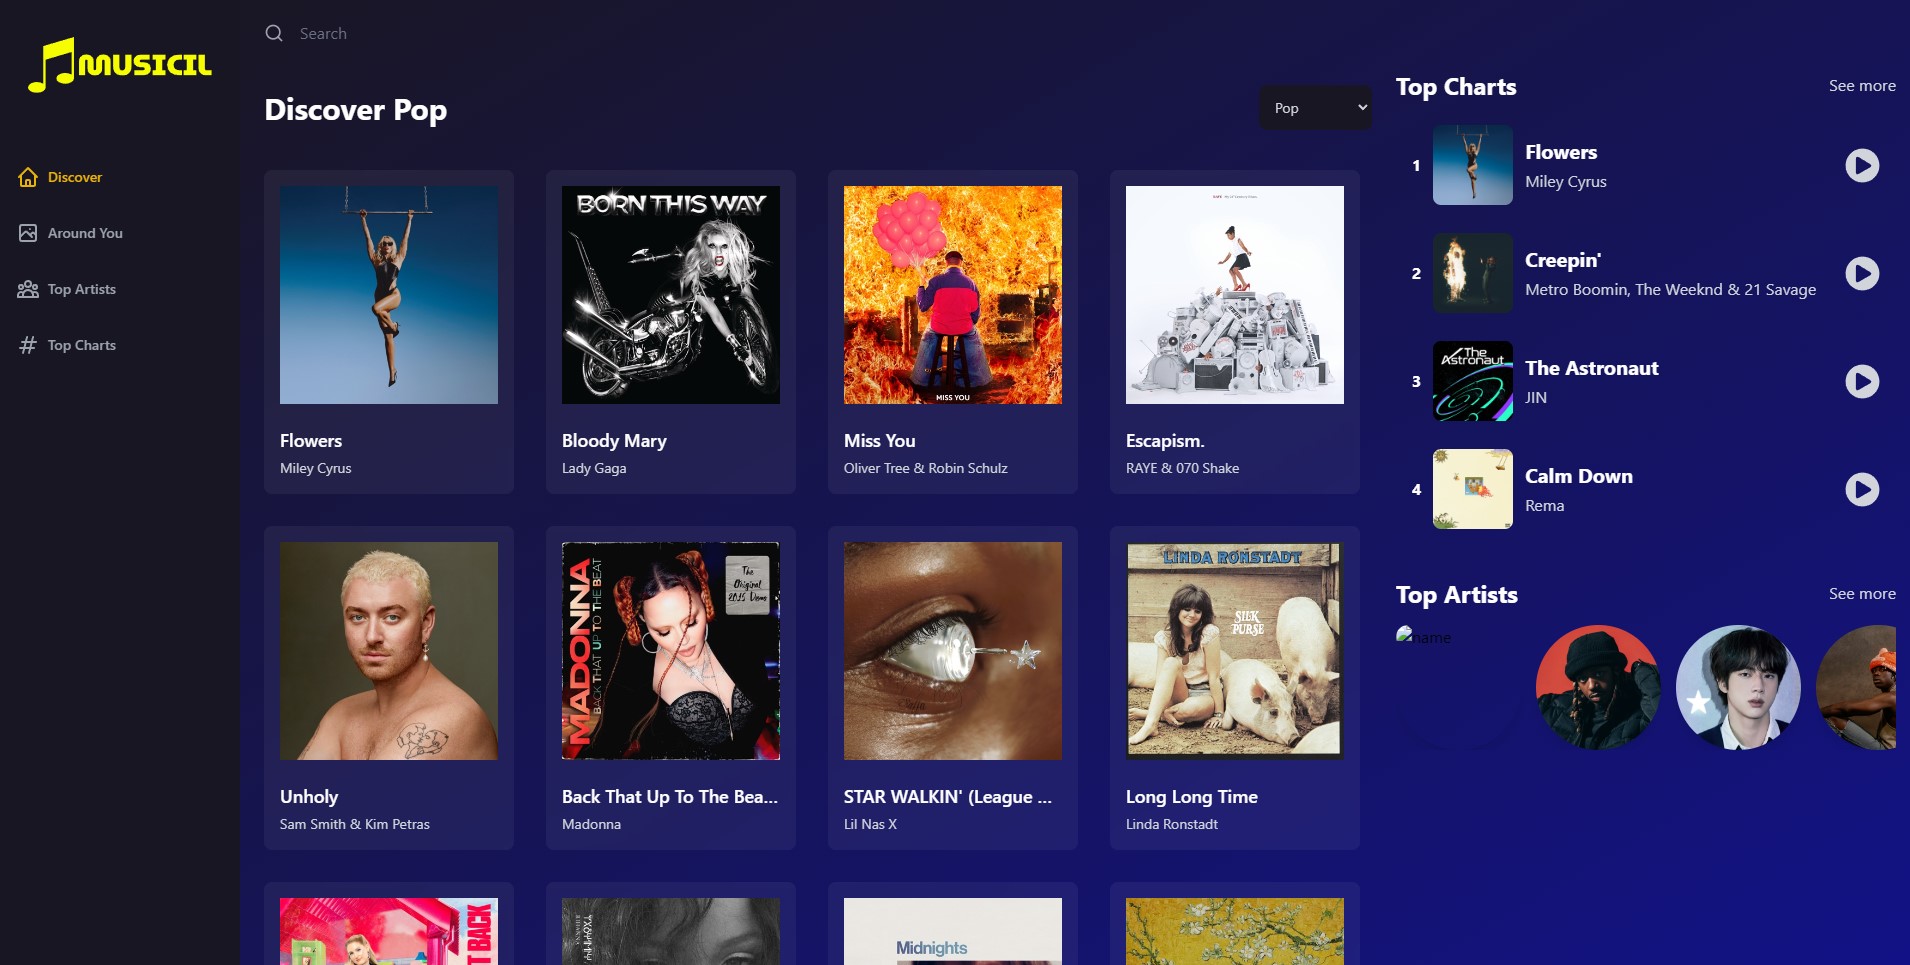 MUSICIL
Search
Discover
Around You
Top Artists
Top Charts
Discover Pop
Pop
BORN THIS WAY
MISS YOU
Flowers
Miley Cyrus
Bloody Mary
Lady Gaga
Miss You
Oliver Tree & Robin Schulz
Escapism.
RAYE & 070 Shake
MADONNA
BACK THAT UP TO THE BEAT
The
Original
2015 Demo
LINDA RONSTADT
SILK
PURSE
Unholy
Sam Smith & Kim Petras
Back That Up To The Bea...
Madonna
STAR WALKIN' (League ...
Lil Nas X
Long Long Time
Linda Ronstadt
T BACK
Midnights
Top Charts
See more
1
Flowers
Miley Cyrus
2
Creepin'
Metro Boomin, The Weeknd & 21 Savage
3
The
Astronaut
The Astronaut
JIN
4
Calm Down
Rema
Top Artists
See more
name